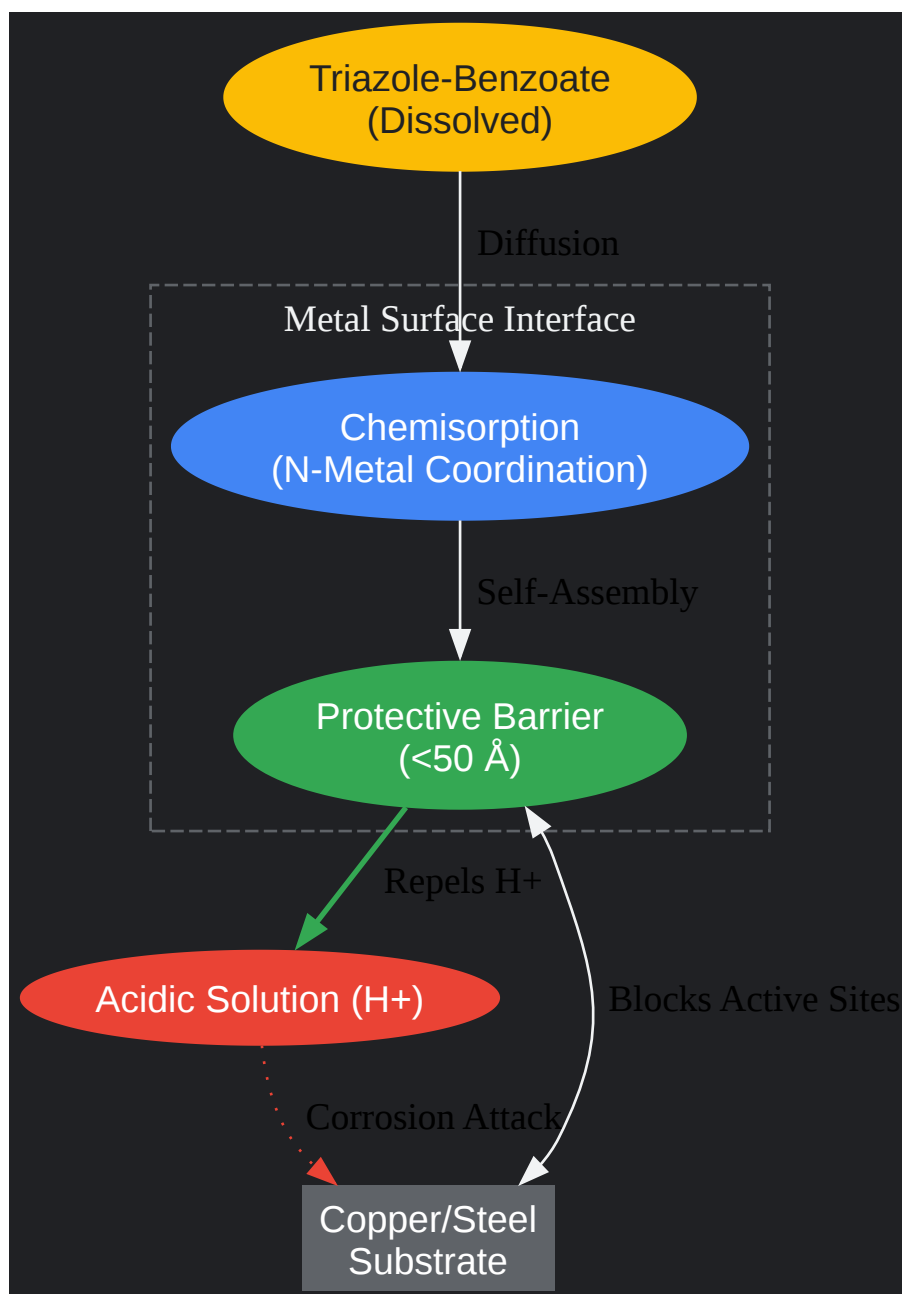 Triazole-Benzoate
(Dissolved)
Diffusion
Metal Surface Interface
Chemisorption
(N-Metal Coordination)
Self-Assembly
Protective Barrier
(<50 Å)
Repels H+
Acidic Solution (H+)
Blocks Active Sites
Corrosion Attack
Copper/Steel
Substrate